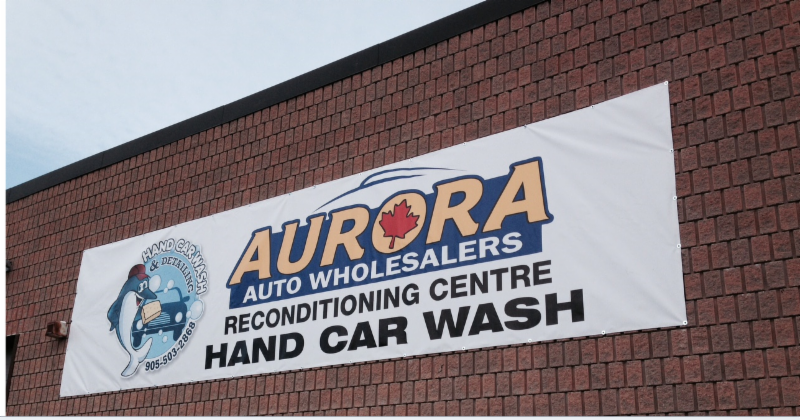 HAND CAR WASH
& DETAILING
905-503-2868
AURORA
AUTO WHOLESALERS
RECONDITIONING CENTRE
HAND CAR WASH